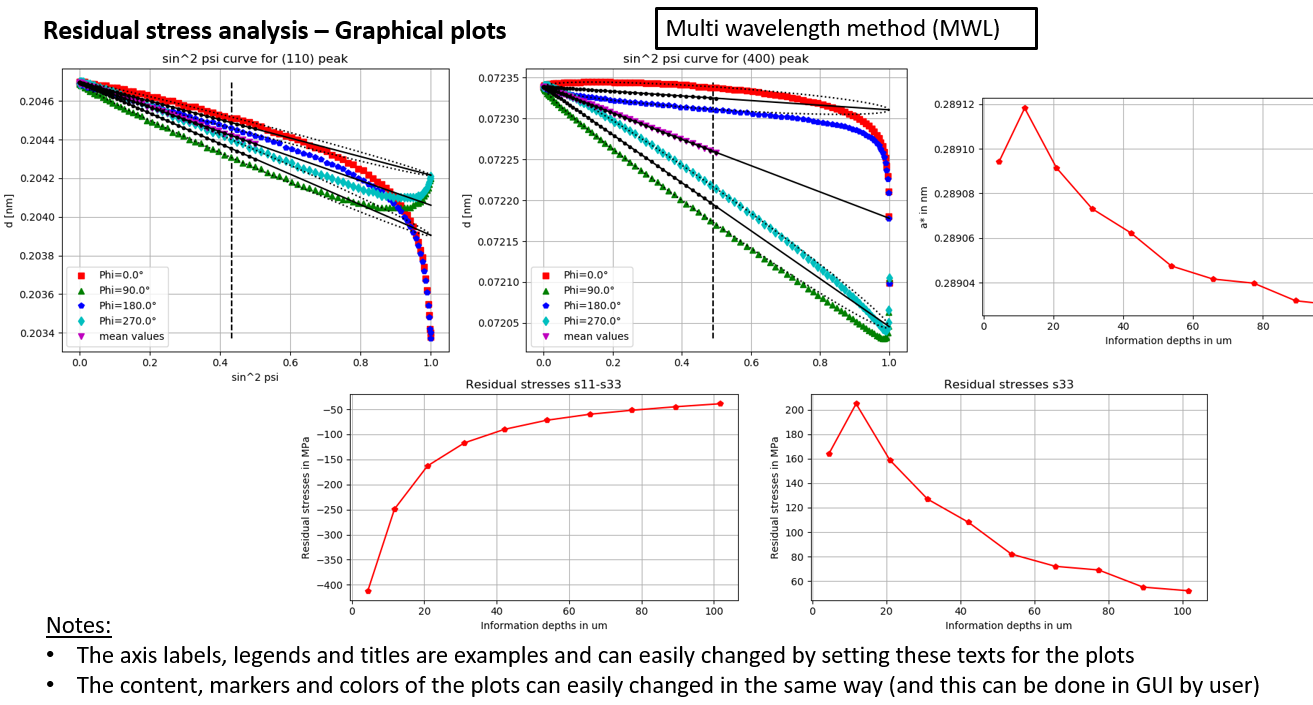 Residual stress analysis – Graphical plots
Multi wavelength method (MWL)
sin^2 psi curve for (110) peak
d [nm]
0.2046
0.2044
0.2042
0.2040
0.2038
0.2036
0.2034
Phi=0.0°
Phi=90.0°
Phi=180.0°
Phi=270.0°
mean values
0.0 0.2 0.4 0.6 0.8 1.0
sin^2 psi
sin^2 psi curve for (400) peak
d [nm]
0.07235
0.07230
0.07225
0.07220
0.07215
0.07210
0.07205
Phi=0.0°
Phi=90.0°
Phi=180.0°
Phi=270.0°
mean values
0.0 0.2 0.4 0.6 0.8 1.0
a* in nm
0.28912
0.28910
0.28908
0.28906
0.28904
0 20 40 60 80
Information depths in um
Residual stresses s11-s33
Residual stresses in MPa
−50
−100
−150
−200
−250
−300
−350
−400
0 20 40 60 80 100
Information depths in um
Residual stresses s33
Residual stresses in MPa
200
180
160
140
120
100
80
60
0 20 40 60 80 100
Information depths in um
Notes:
• The axis labels, legends and titles are examples and can easily changed by setting these texts for the plots
• The content, markers and colors of the plots can easily changed in the same way (and this can be done in GUI by user)